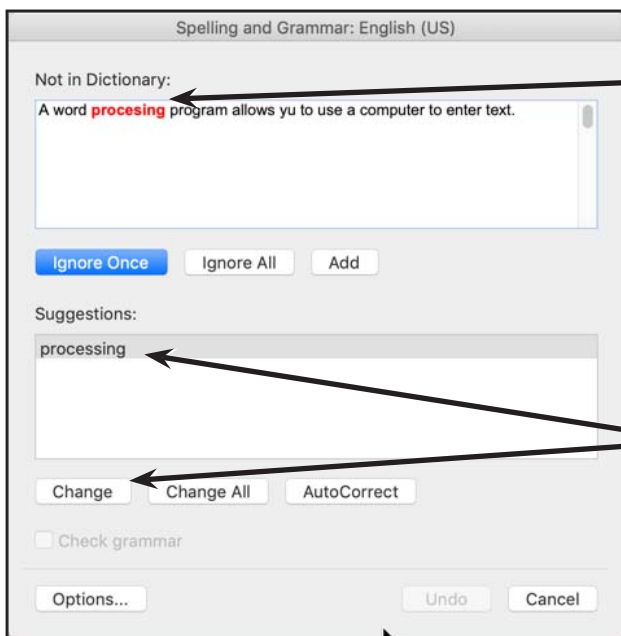 Spelling and Grammar: English (US)
Not in Dictionary:
A word procesing program allows yu to use a computer to enter text.
Ignore Once Ignore All Add
Suggestions:
processing
Change Change All AutoCorrect
Check grammar
Options... Undo Cancel